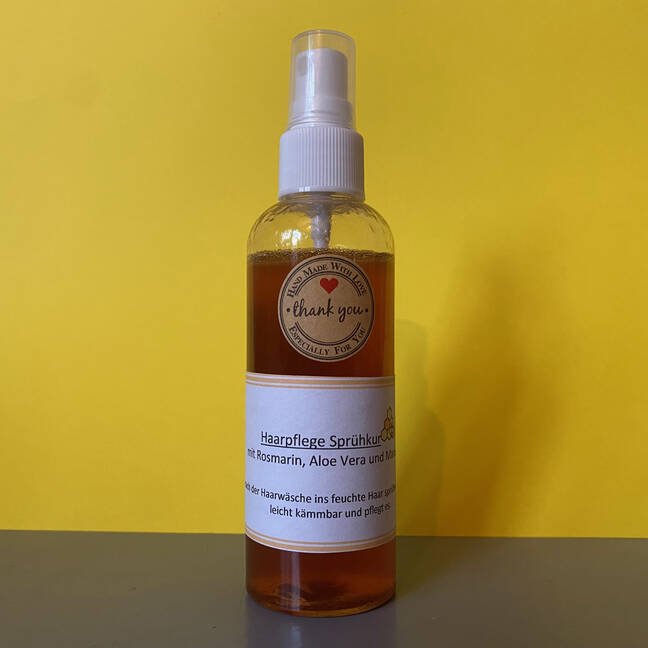 HAND MADE WITH LOVE
thank you
ESPECIALLY FOR YOU
Haarpflege Sprühkur
mit Rosmarin, Aloe Vera und
der Haarwäsche ins feuchte Haar
leicht kämmbar und pflegt es